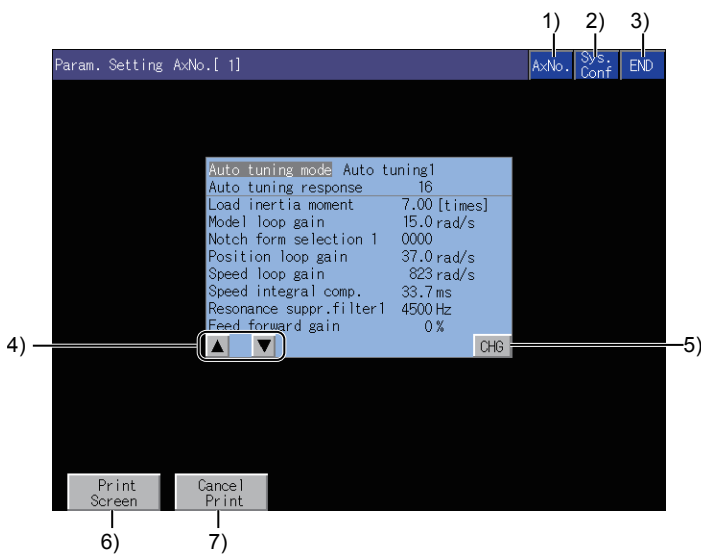 1) 2) 3)
Param. Setting AxNo.[ 1] AxNo. Sys. Conf END
Auto tuning mode Auto tuning1
Auto tuning response 16
Load inertia moment 7.00 [times]
Model loop gain 15.0 rad/s
Notch form selection 1 0000
Position loop gain 37.0 rad/s
Speed loop gain 823 rad/s
Speed integral comp. 33.7 ms
Resonance suppr.filter1 4500 Hz
Feed forward gain 0 %
4) ▲ ▼ CHG 5)
Print Screen Cancel Print
6) 7)